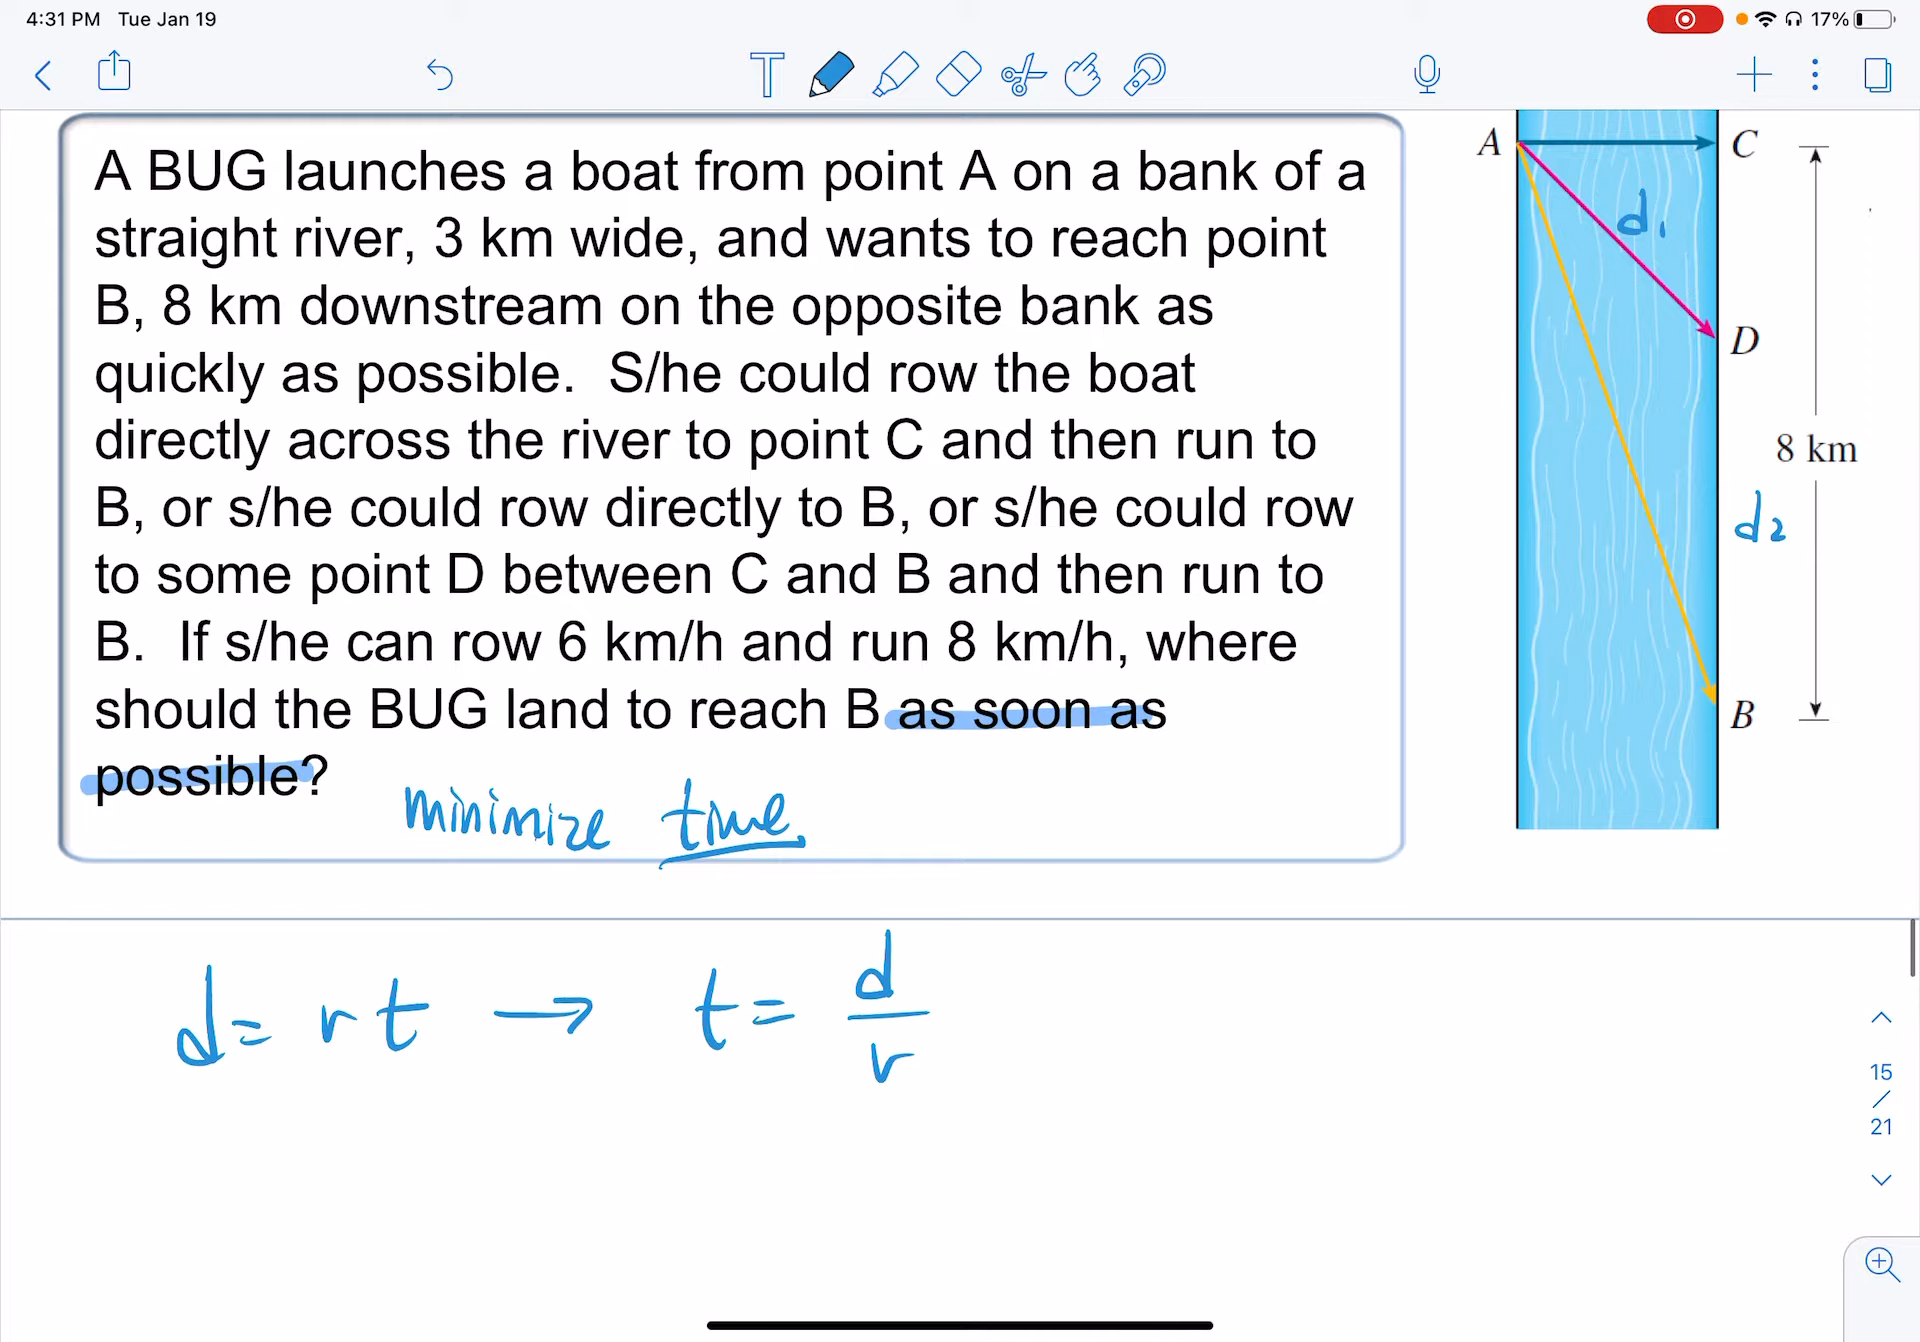 4:31 PM Tue Jan 19
17%
A BUG launches a boat from point A on a bank of a
straight river, 3 km wide, and wants to reach point
B, 8 km downstream on the opposite bank as
quickly as possible. S/he could row the boat
directly across the river to point C and then run to
B, or s/he could row directly to B, or s/he could row
to some point D between C and B and then run to
B. If s/he can row 6 km/h and run 8 km/h, where
should the BUG land to reach B as soon as
possible?
minimize time.
A
C
d₁
D
8 km
d₂
B
d = rt → t = d/r
15
/
21